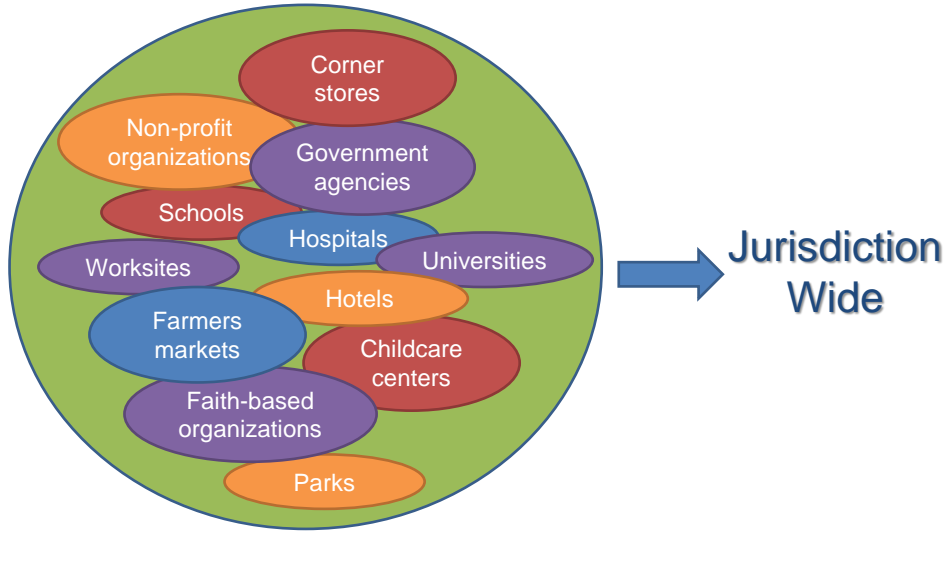 Corner
stores
Non-profit
organizations
Government
agencies
Schools
Hospitals
Universities
Worksites
Hotels
Farmers
markets
Childcare
centers
Faith-based
organizations
Parks
Jurisdiction
Wide